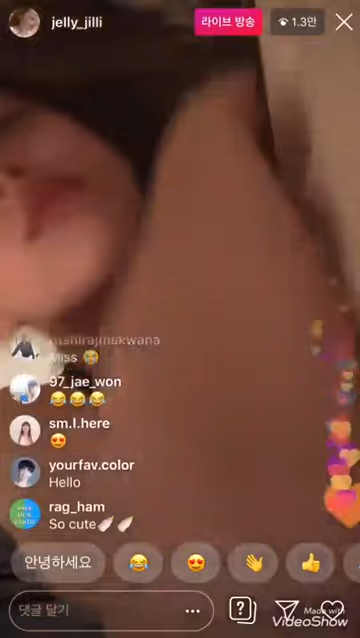 jelly_jilli
라이브 방송
1.3만
Miss 😭
97_jae_won
😂😂😂
sm.l.here
😍
yourfav.color
Hello
rag_ham
So cute
안녕하세요
댓글 달기
Made with
VideoShow